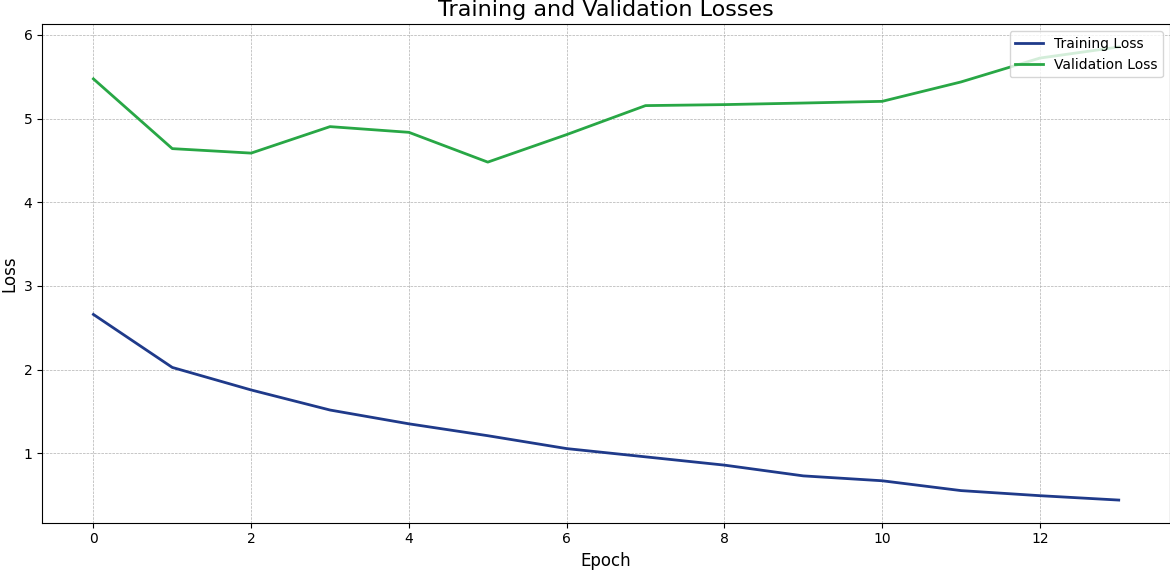 Training and Validation Losses
Training Loss
Validation Loss
6
5
4
3
2
1
Loss
0 2 4 6 8 10 12
Epoch